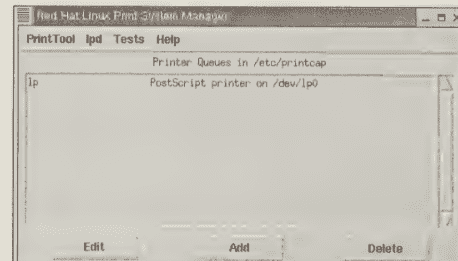 Red Hat Linux Print System Manager
PrintTool lpd Tests Help
Printer Queues in /etc/printcap
lp PostScript printer on /dev/lp0
Edit Add Delete